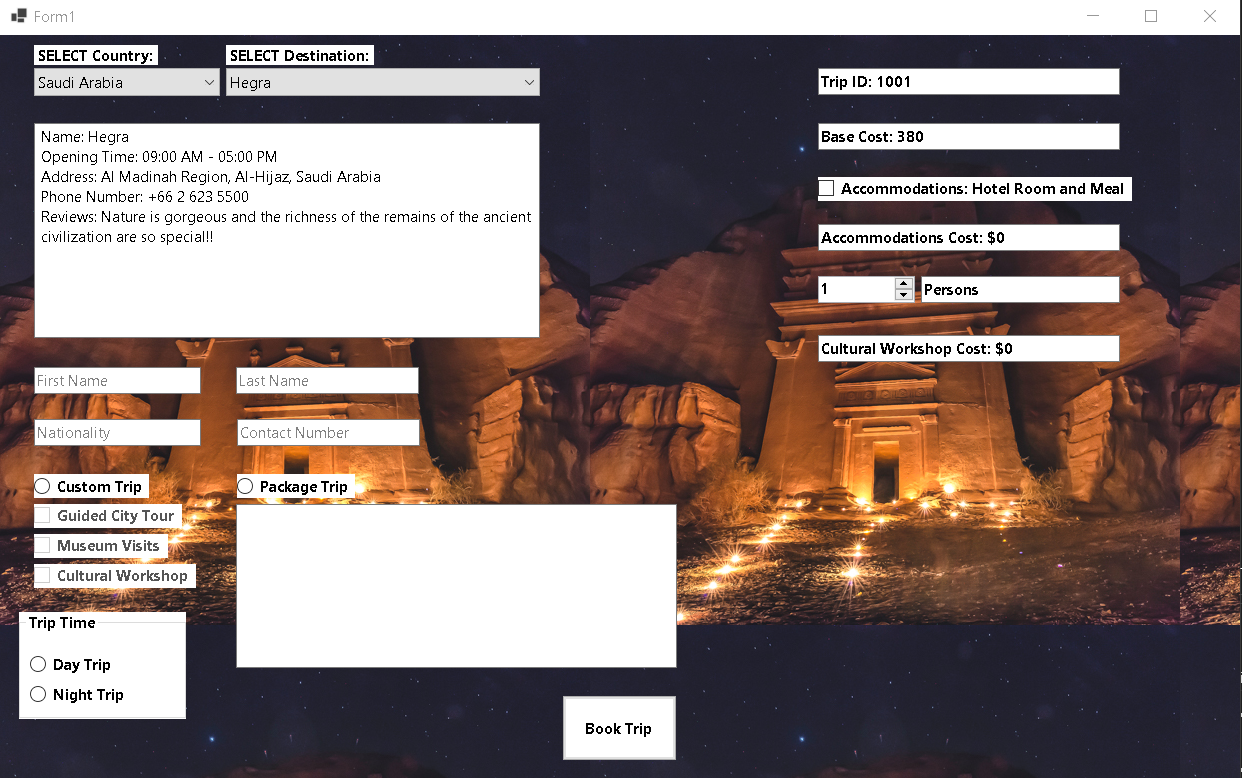 Form1
SELECT Country:
SELECT Destination:
Saudi Arabia
Hegra
Name: Hegra
Opening Time: 09:00 AM - 05:00 PM
Address: Al Madinah Region, Al-Hijaz, Saudi Arabia
Phone Number: +66 2 623 5500
Reviews: Nature is gorgeous and the richness of the remains of the ancient
civilization are so special!!
First Name
Last Name
Nationality
Contact Number
Custom Trip
Package Trip
Guided City Tour
Museum Visits
Cultural Workshop
Trip Time
Day Trip
Night Trip
Book Trip
Trip ID: 1001
Base Cost: 380
Accommodations: Hotel Room and Meal
Accommodations Cost: $0
1
Persons
Cultural Workshop Cost: $0